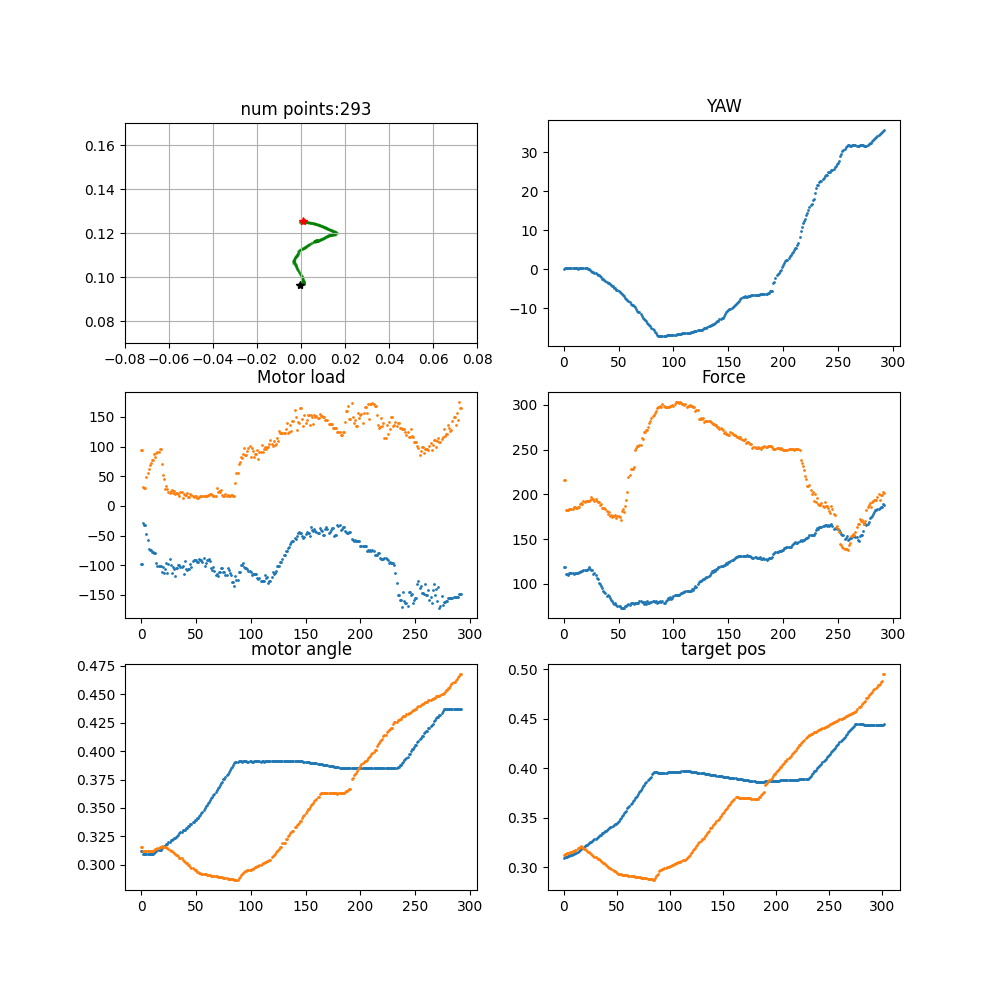 num points:293
0.16
0.14
0.12
0.10
0.08
−0.08 −0.06 −0.04 −0.02 0.00 0.02 0.04 0.06 0.08
YAW
30
20
10
0
−10
0 50 100 150 200 250 300
Motor load
150
100
50
0
−50
−100
−150
0 50 100 150 200 250 300
Force
300
250
200
150
100
0 50 100 150 200 250 300
motor angle
0.475
0.450
0.425
0.400
0.375
0.350
0.325
0.300
0 50 100 150 200 250 300
target pos
0.50
0.45
0.40
0.35
0.30
0 50 100 150 200 250 300